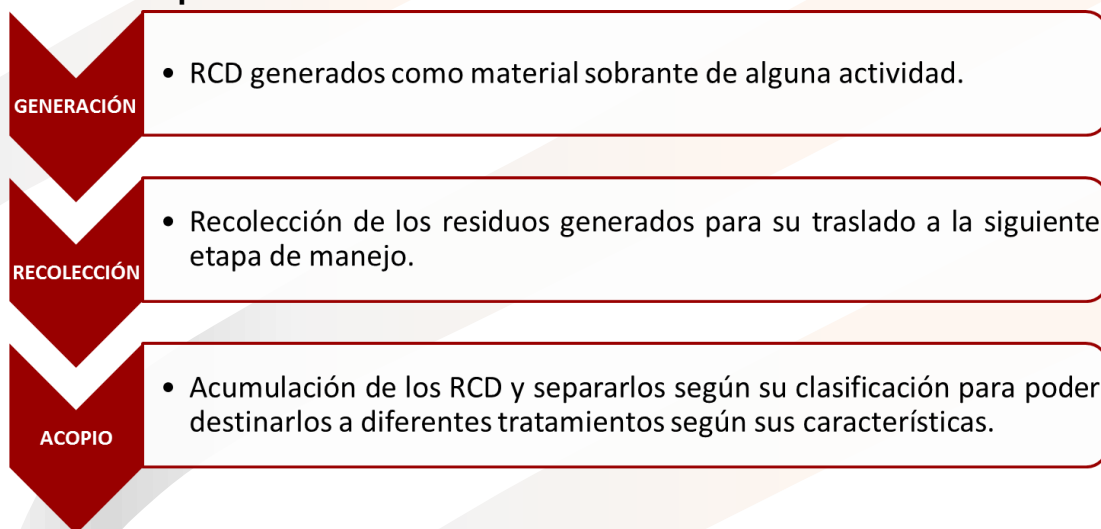 GENERACIÓN
• RCD generados como material sobrante de alguna actividad.
RECOLECCIÓN
• Recolección de los residuos generados para su traslado a la siguiente
etapa de manejo.
ACOPIO
• Acumulación de los RCD y separarlos según su clasificación para poder
destinarlos a diferentes tratamientos según sus características.